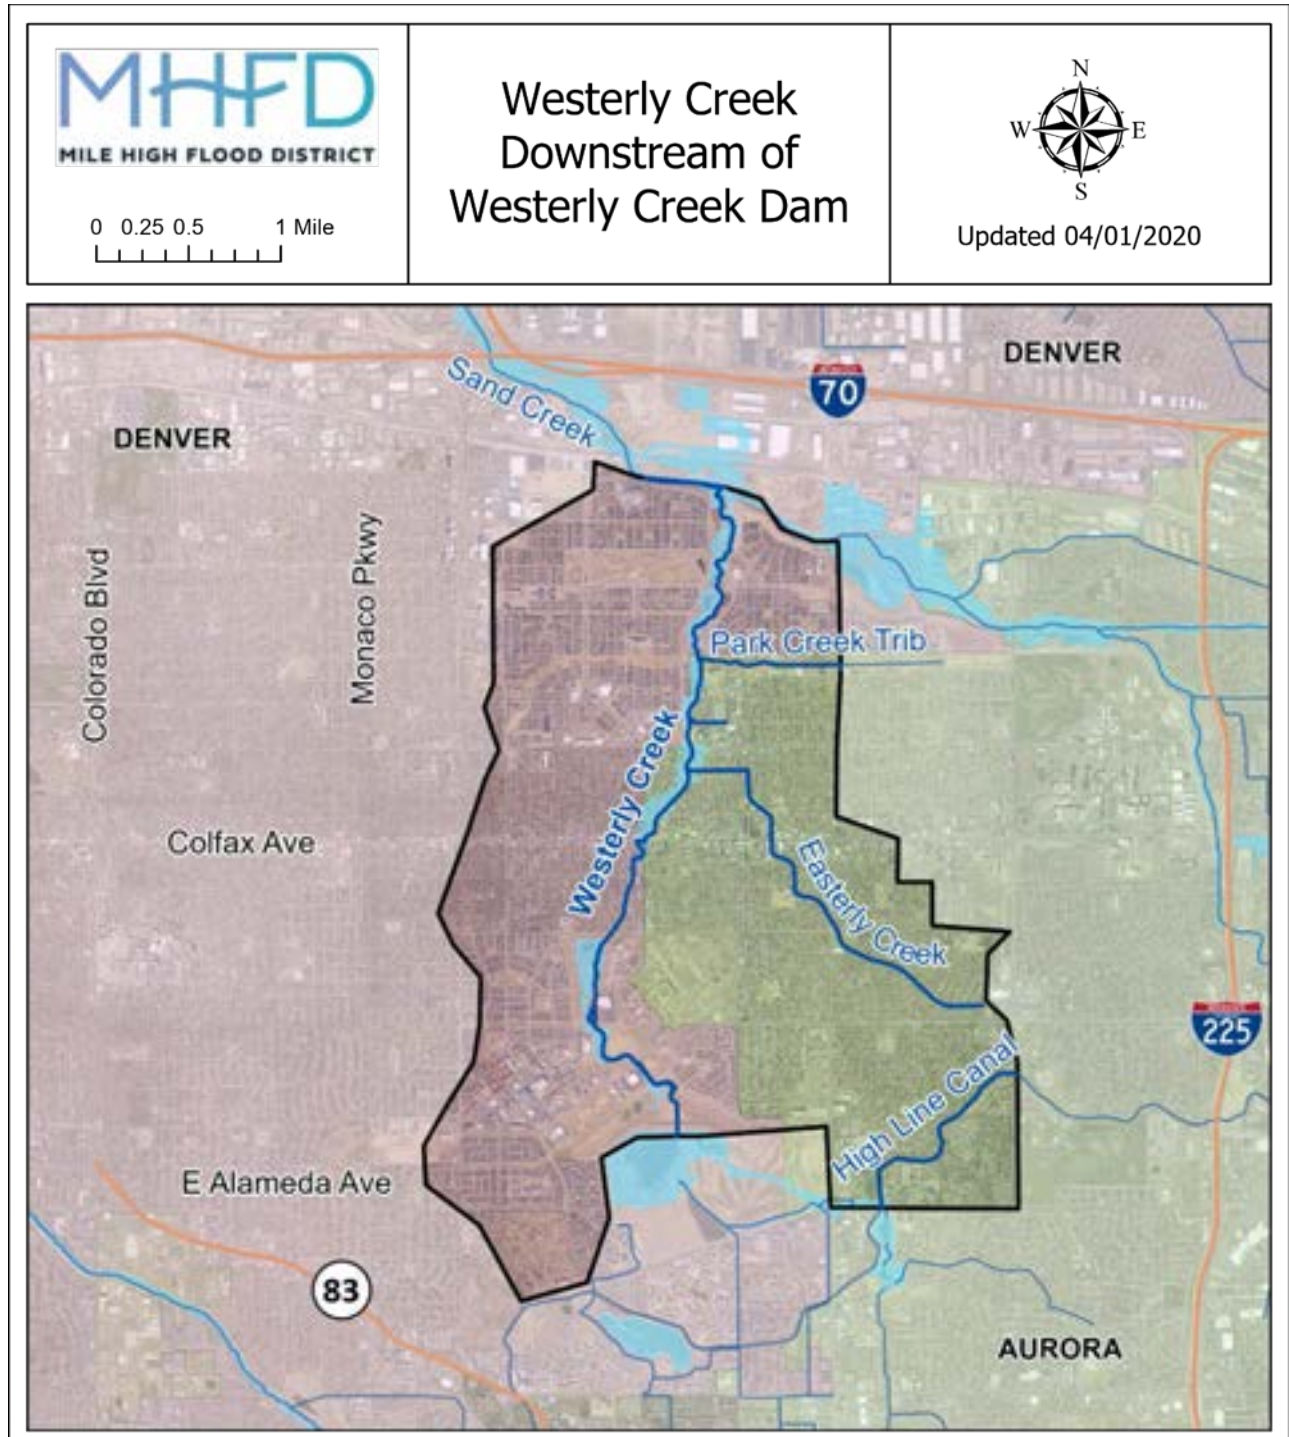 MHFD
MILE HIGH FLOOD DISTRICT
0 0.25 0.5 1 Mile
Westerly Creek
Downstream of
Westerly Creek Dam
N
W E
S
Updated 04/01/2020
DENVER
70
Sand Creek
DENVER
Colorado Blvd
Monaco Pkwy
Park Creek Trib
Westerly Creek
Colfax Ave
Easterly Creek
225
High Line Canal
E Alameda Ave
83
AURORA